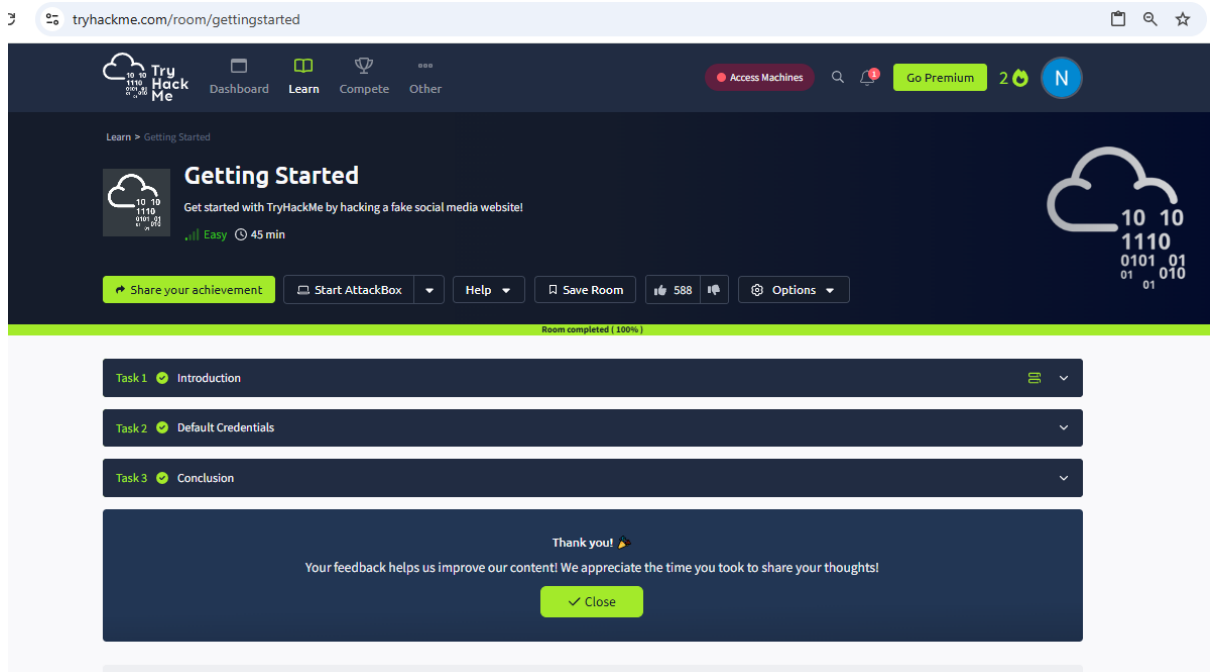 tryhackme.com/room/gettingstarted
Try Hack Me
Dashboard
Learn
Compete
Other
Access Machines
1
Go Premium
2
N
Learn > Getting Started
10 10
1110
0101 01
01 010
01
Getting Started
Get started with TryHackMe by hacking a fake social media website!
Easy 45 min
Share your achievement
Start AttackBox
Help
Save Room
588
Options
Room completed ( 100% )
Task 1 Introduction
Task 2 Default Credentials
Task 3 Conclusion
Thank you!
Your feedback helps us improve our content! We appreciate the time you took to share your thoughts!
Close